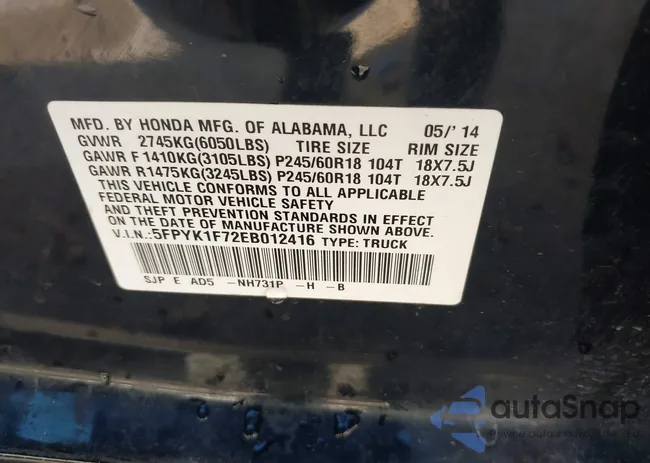 MFD. BY HONDA MFG. OF ALABAMA, LLC 05/' 14
GVWR 2745KG(6050LBS) TIRE SIZE RIM SIZE
GAWR F 1410KG(3105LBS) P245/60R18 104T 18X7.5J
GAWR R1475KG(3245LBS) P245/60R18 104T 18X7.5J
THIS VEHICLE CONFORMS TO ALL APPLICABLE
FEDERAL MOTOR VEHICLE SAFETY
AND THEFT PREVENTION STANDARDS IN EFFECT
ON THE DATE OF MANUFACTURE SHOWN ABOVE.
V.I.N.:5FPYK1F72EB012416 TYPE: TRUCK
SJP E AD5 -NH731P -H -B
autaSnap